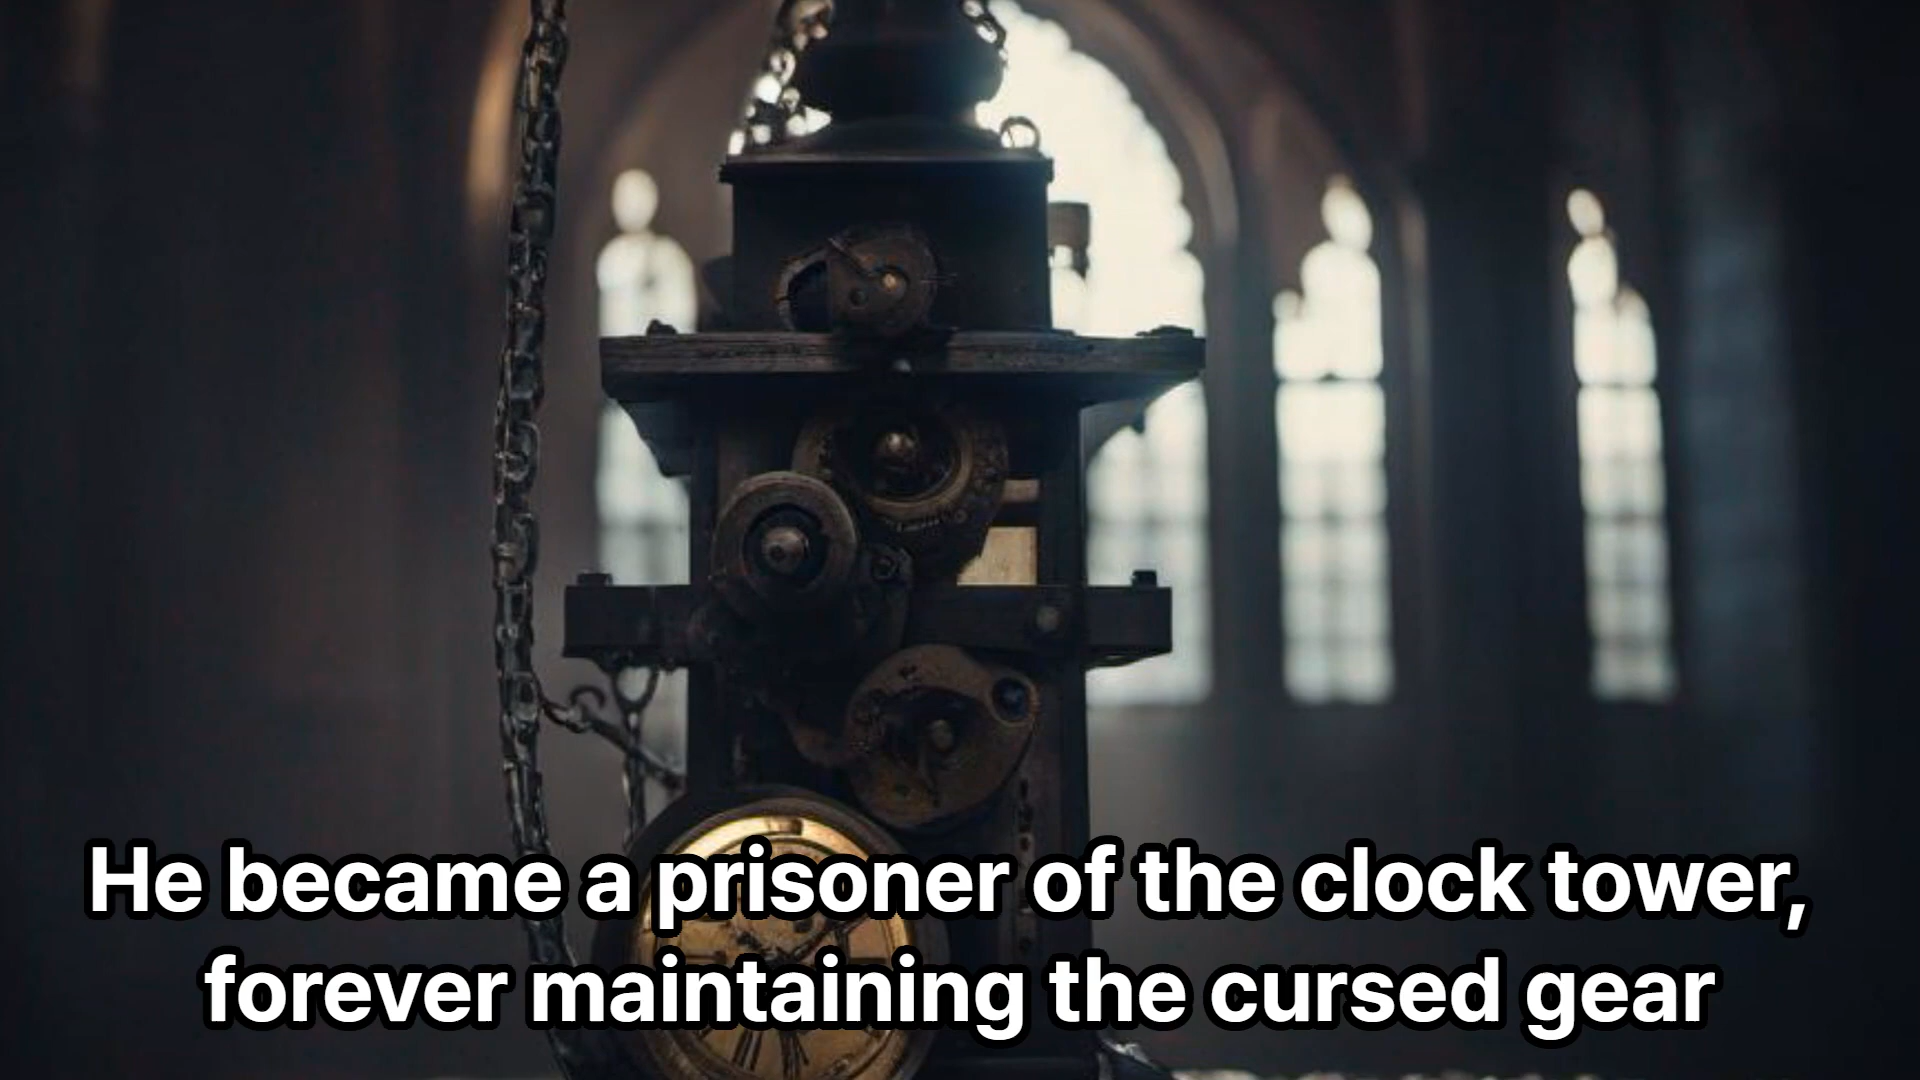 He became a prisoner of the clock tower,
forever maintaining the cursed gear